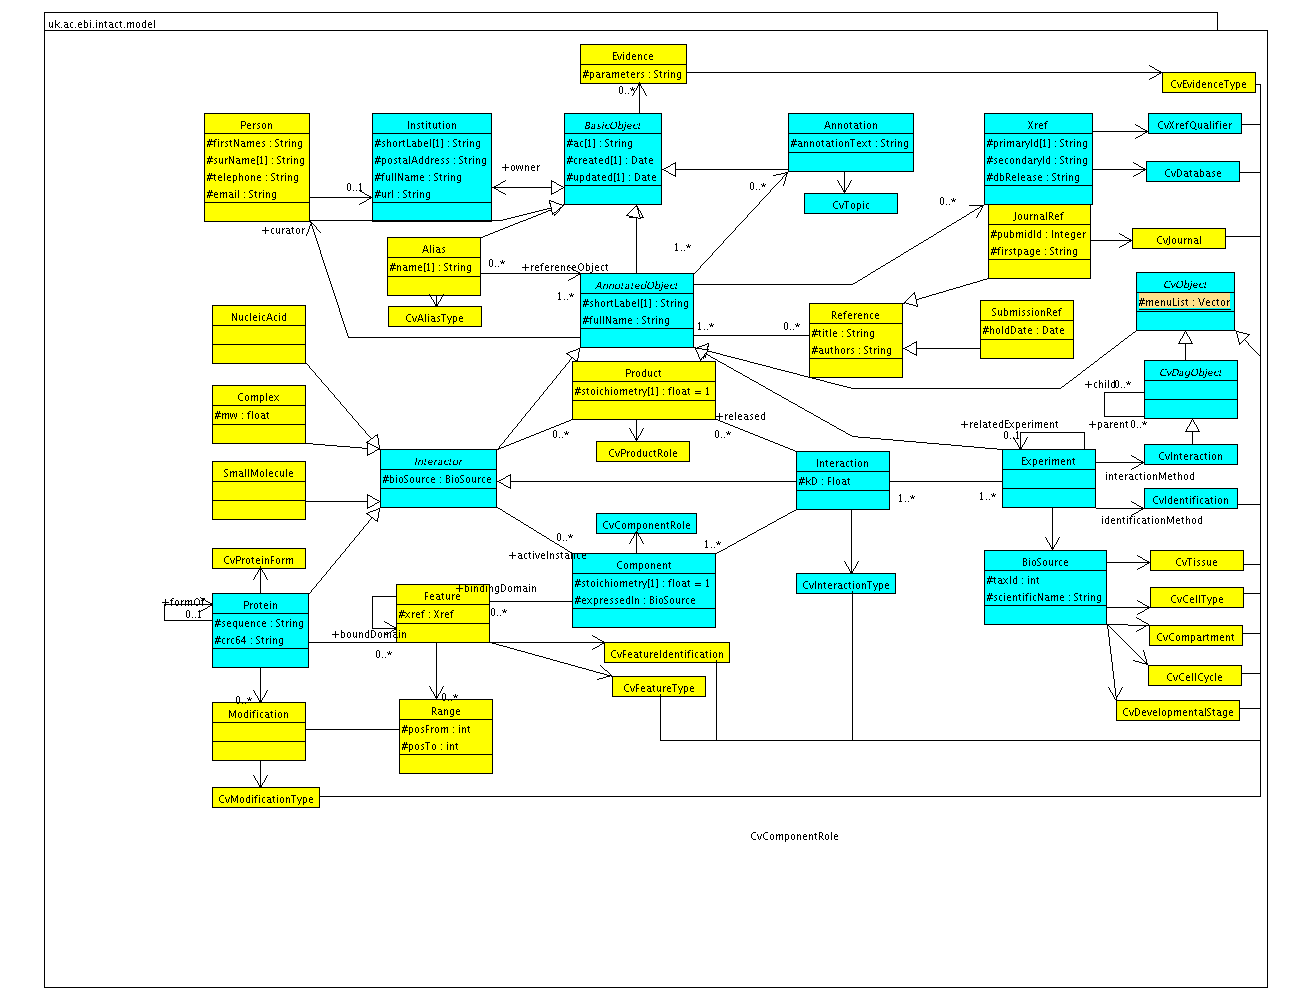 uk.ac.ebi.intact.model
Evidence
#parameters : String
0..*
CvEvidenceType
Person
#firstNames : String
#surName[1] : String
#telephone : String
#email : String
0..1
+curator
Institution
#shortLabel[1] : String
#postalAddress : String
#fullName : String
#url : String
+owner
BasicObject
#ac[1] : String
#created[1] : Date
#updated[1] : Date
Annotation
#annotationText : String
0..*
CvTopic
Xref
#primaryId[1] : String
#secondaryId : String
#dbRelease : String
0..*
CvXrefQualifier
CvDatabase
JournalRef
#pubmidId : Integer
#firstpage : String
CvJournal
Alias
#name[1] : String
0..*
+referenceObject
1..*
1..*
CvAliasType
AnnotatedObject
#shortLabel[1] : String
#fullName : String
1..*
0..*
Reference
#title : String
#authors : String
SubmissionRef
#holdDate : Date
CvObject
#menuList : Vector
CvDagObject
+child
0..*
+parent
0..*
NucleicAcid
Complex
#mw : float
SmallMolecule
Product
#stoichiometry[1] : float = 1
+released
0..*
0..*
CvProductRole
Interactor
#bioSource : BioSource
Interaction
#kD : Float
1..*
1..*
+relatedExperiment
0..1
Experiment
CvInteraction
interactionMethod
CvIdentification
identificationMethod
CvComponentRole
0..*
1..*
+activeInstance
Component
#stoichiometry[1] : float = 1
#expressedIn : BioSource
CvInteractionType
BioSource
#taxId : int
#scientificName : String
CvTissue
CvCellType
CvCompartment
CvCellCycle
CvDevelopmentalStage
CvProteinForm
+formOf
0..1
Protein
#sequence : String
#crc64 : String
Feature
#xref : Xref
+bindingDomain
0..*
+boundDomain
0..*
CvFeatureIdentification
CvFeatureType
0..*
Modification
0..*
Range
#posFrom : int
#posTo : int
CvModificationType
CvComponentRole